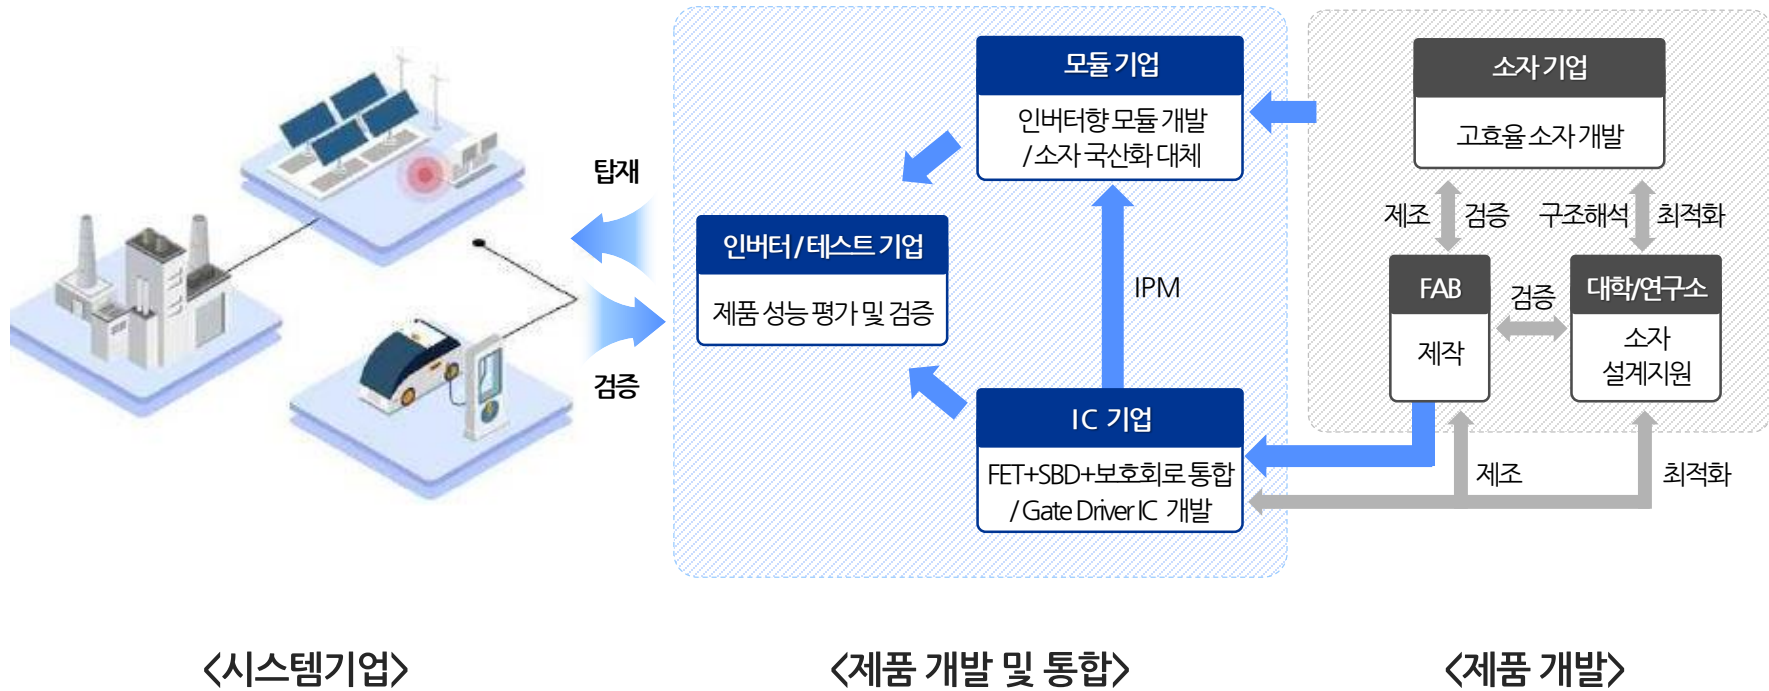 탑재
검증
모듈 기업
인버터향 모듈 개발
/ 소자 국산화 대체
인버터 / 테스트 기업
제품 성능 평가 및 검증
IPM
IC 기업
FET+SBD+보호회로 통합
/ Gate Driver IC 개발
소자 기업
고효율 소자 개발
제조 검증
구조해석 최적화
FAB
제작
검증
대학/연구소
소자
설계지원
제조
최적화
<시스템기업>
<제품 개발 및 통합>
<제품 개발>